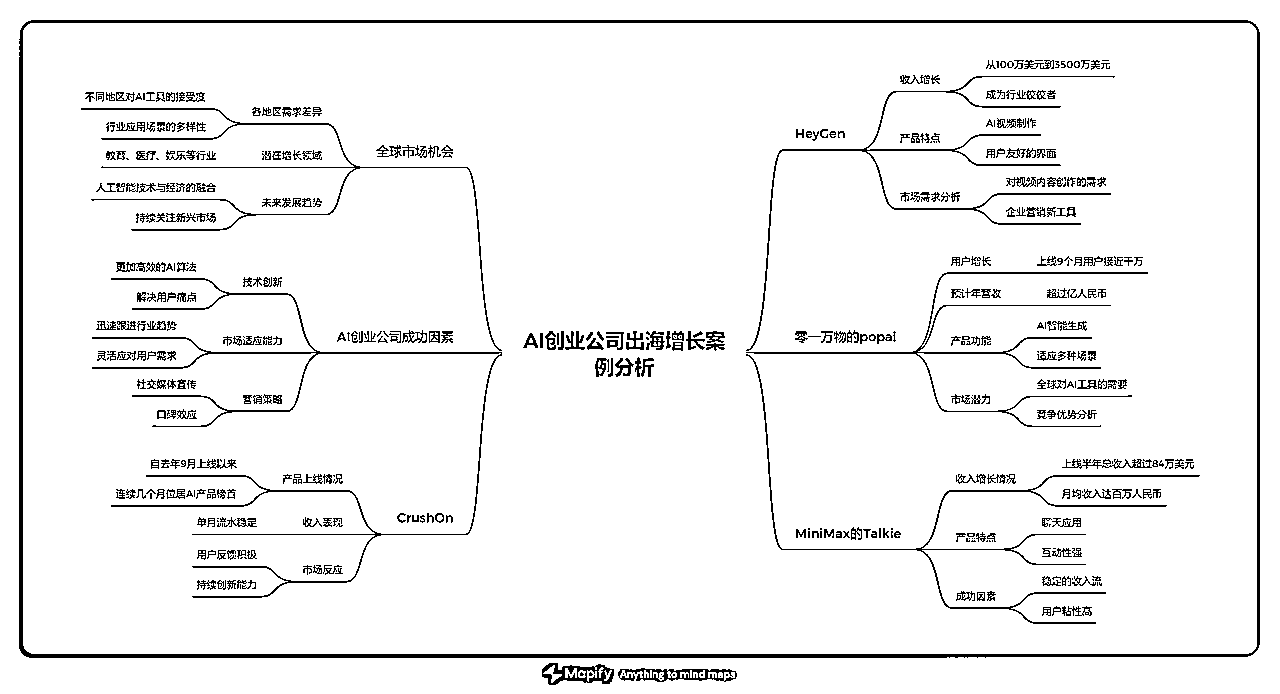 AI创业公司出海增长案
例分析
HeyGen
收入增长
从100万美元到3500万美元
成为行业佼佼者
产品特点
AI视频制作
用户友好的界面
市场需求分析
对视频内容创作的需求
企业营销新工具
零一万物的popai
用户增长
上线9个月用户接近千万
预计年营收
超过亿人民币
产品功能
AI智能生成
适应多种场景
市场潜力
全球对AI工具的需要
竞争优势分析
MiniMax的Talkie
收入增长情况
上线半年总收入超过84万美元
月均收入达百万人民币
产品特点
聊天应用
互动性强
成功因素
稳定的收入流
用户粘性高
全球市场机会
各地区需求差异
不同地区对AI工具的接受度
行业应用场景的多样性
潜在增长领域
教育、医疗、娱乐等行业
未来发展趋势
人工智能技术与经济的融合
持续关注新兴市场
AI创业公司成功因素
技术创新
更加高效的AI算法
解决用户痛点
市场适应能力
迅速跟进行业趋势
灵活应对用户需求
营销策略
社交媒体宣传
口碑效应
CrushOn
产品上线情况
自去年9月上线以来
连续几个月位居AI产品榜首
收入表现
单月流水稳定
市场反应
用户反馈积极
持续创新能力
Mapify Anything to mind maps